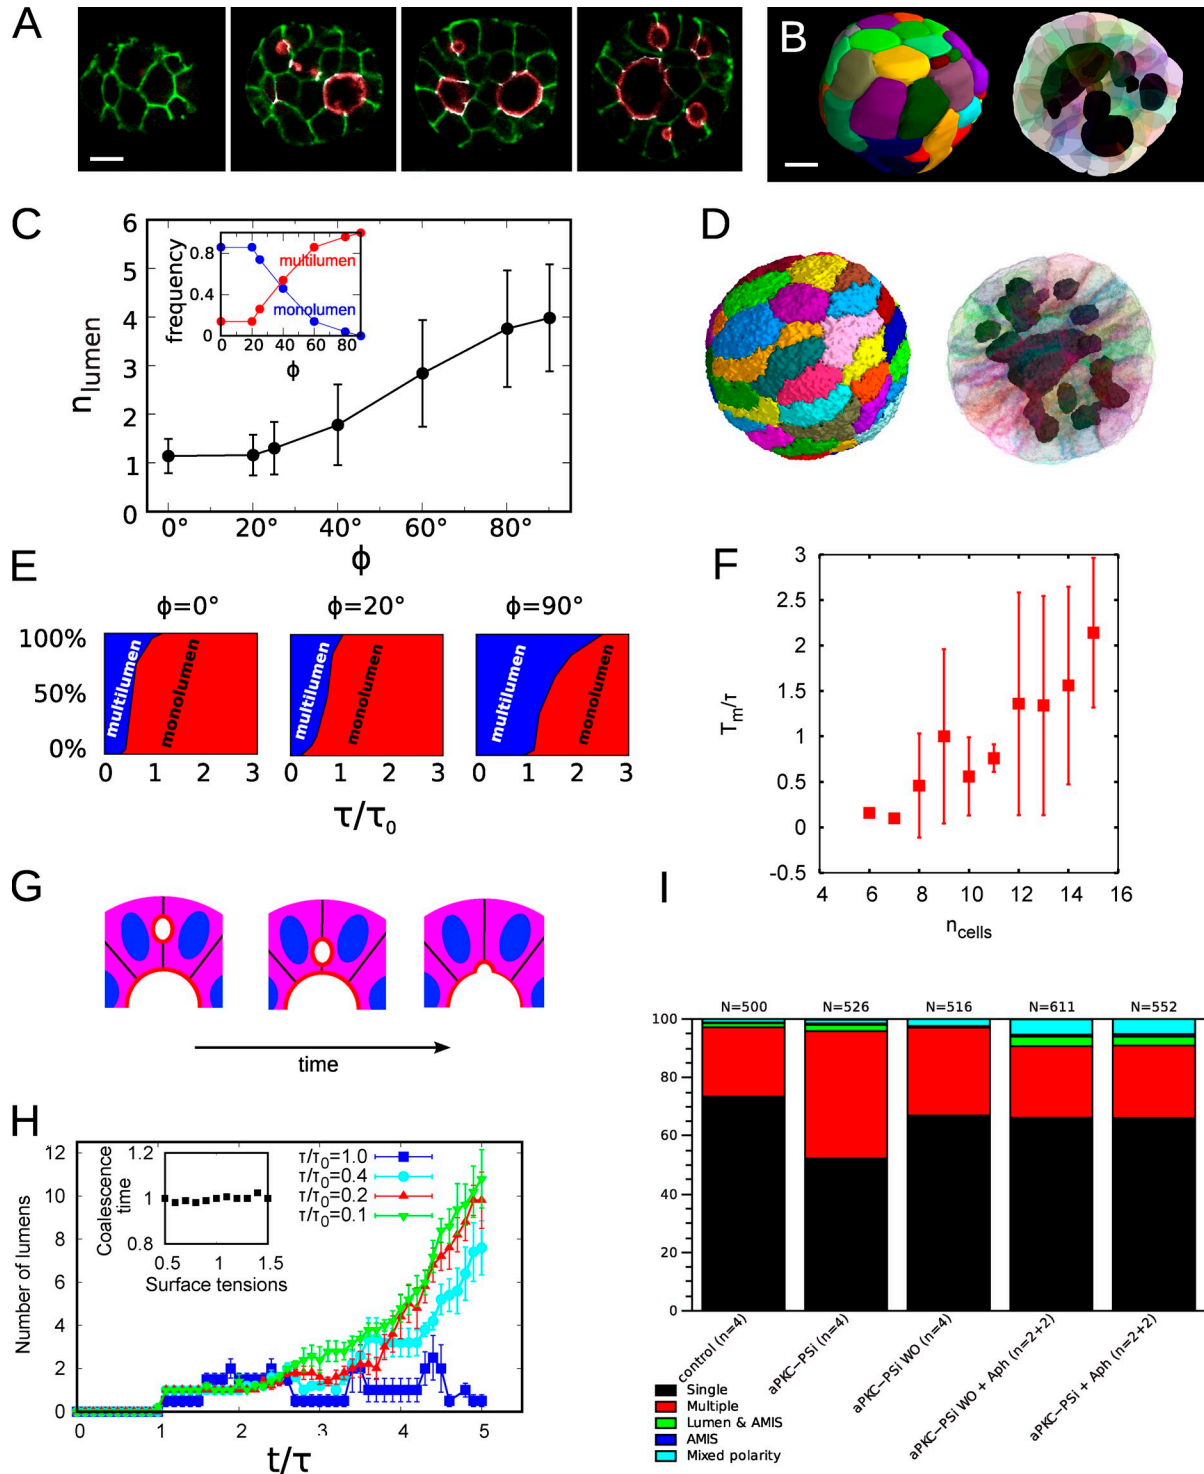 A
B
C
n_lumen
6
5
4
3
2
1
0
0° 20° 40° 60° 80°
ϕ
frequency
0.8
0.4
0
multilumen
monolumen
0 20 40 60 80
ϕ
D
E
ϕ=0° ϕ=20° ϕ=90°
100%
50%
0%
multilumen monolumen
multilumen monolumen
multilumen monolumen
0 1 2 3 0 1 2 3 0 1 2 3
τ/τ₀
F
T_m/τ
3
2.5
2
1.5
1
0.5
0
-0.5
4 6 8 10 12 14 16
n_cells
G
time
H
Number of lumens
12
10
8
6
4
2
0
Coalescence
time
1.2
1
0.8
0.5 1 1.5
Surface tensions
τ/τ₀=1.0
τ/τ₀=0.4
τ/τ₀=0.2
τ/τ₀=0.1
0 1 2 3 4 5
t/τ
I
N=500 N=526 N=516 N=611 N=552
100
80
60
40
20
0
control (n=4)
aPKC−PSi (n=4)
aPKC−PSi WO (n=4)
aPKC−PSi WO + Aph (n=2+2)
aPKC−PSi + Aph (n=2+2)
Single
Multiple
Lumen & AMIS
AMIS
Mixed polarity